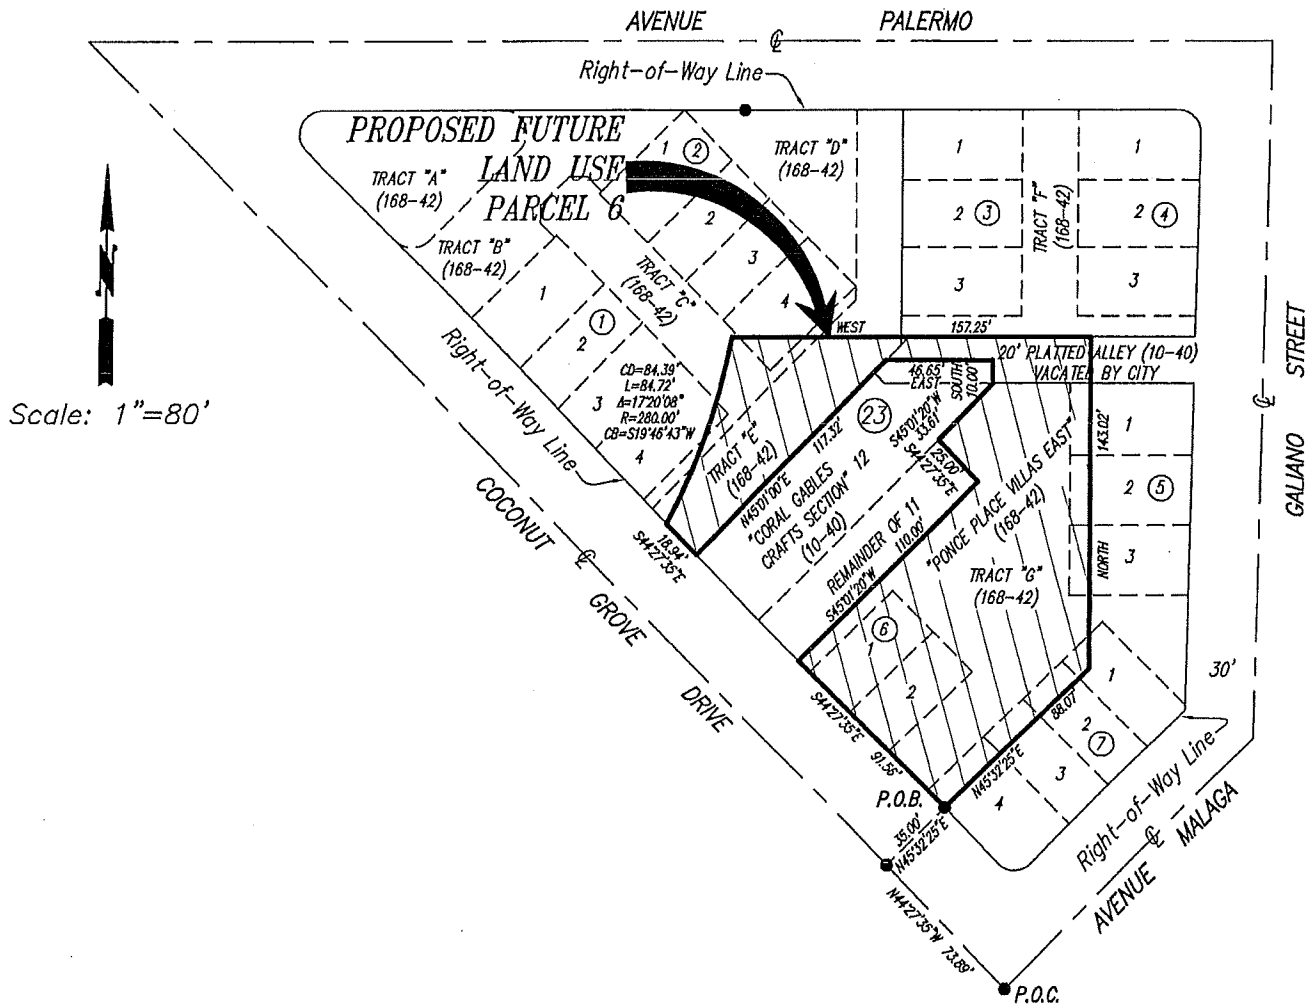 AVENUE PALERMO
Right-of-Way Line
PROPOSED FUTURE
LAND USE
PARCEL 6
TRACT "A"
(168-42)
TRACT "B"
(168-42)
TRACT "C"
(168-42)
TRACT "D"
(168-42)
1 2
2
3
4
1
1
2
3
4
1
2 3
3
TRACT "F"
(168-42)
1
2 4
3
N
Scale: 1"=80'
Right-of-Way Line
CD=84.39'
L=84.72'
Δ=17°20'08"
R=280.00'
CB=S19°46'43"W
WEST
157.25'
20' PLATTED ALLEY (10-40)
VACATED BY CITY
46.65'
EAST
SOUTH
10.00'
S45°01'20"W
33.61'
25.00'
S44°27'35"E
23
117.32'
N45°01'00"E
TRACT "E"
(168-42)
"CORAL GABLES
CRAFTS SECTION" 12
(10-40)
REMAINDER OF 11
110.00'
S45°01'20"W
"PONCE PLACE VILLAS EAST"
(168-42)
TRACT "G"
(168-42)
143.02'
NORTH
1
2 5
3
GALIANO STREET
18.94'
S44°27'35"E
COCONUT GROVE DRIVE
6
1
2
S44°27'35"E
91.56'
P.O.B.
N45°32'25"E
88.07'
1
2 7
3
4
30'
Right-of-Way Line
35.00'
N45°32'25"E
N44°27'35"W 73.89'
P.O.C.
AVENUE MALAGA